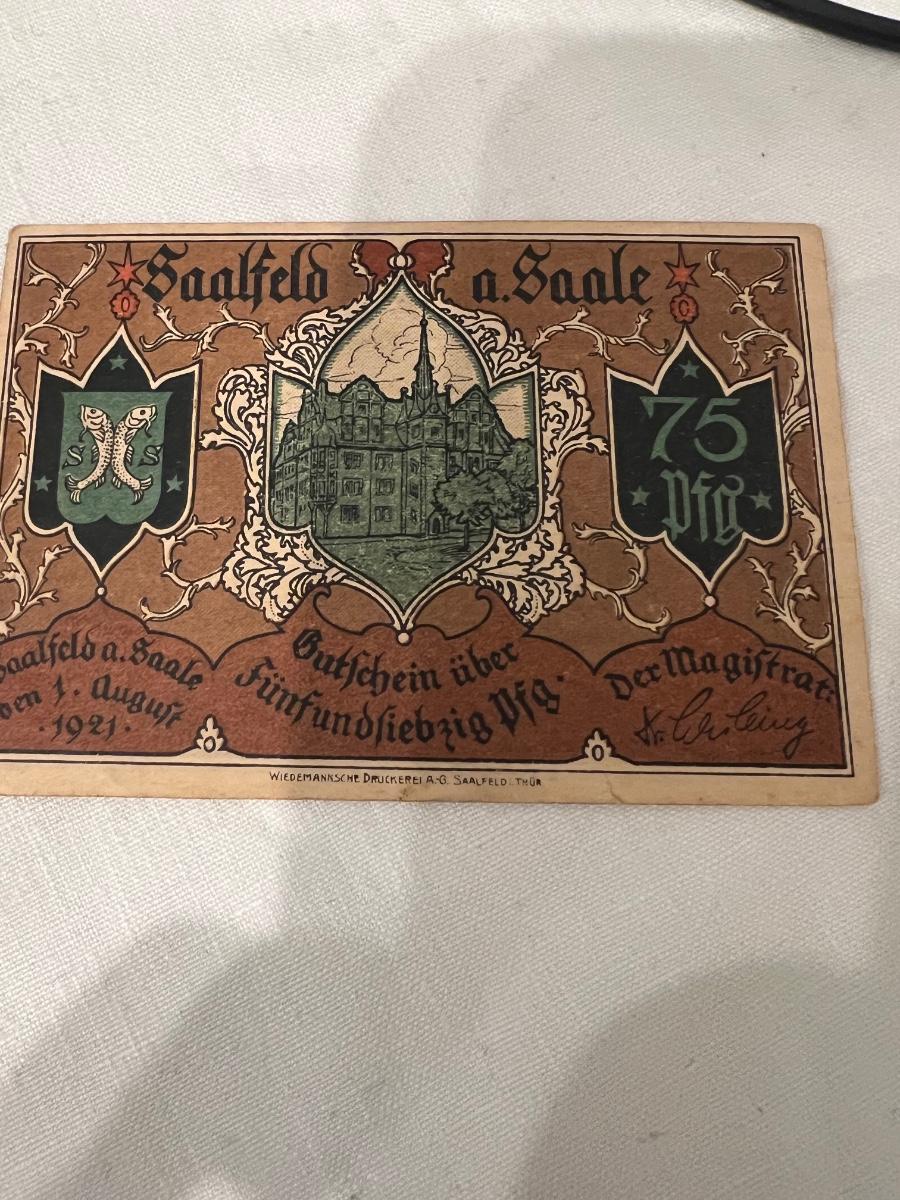 Saalfeld a. Saale
S S
75
Pfg
Saalfeld a. Saale
den 1. August
· 1921 ·
Gutschein über
Fünfundsiebzig Pfg.
Der Magistrat:
Dr.
WIEDEMANNSCHE DRUCKEREI A.-G. SAALFELD. THÜR